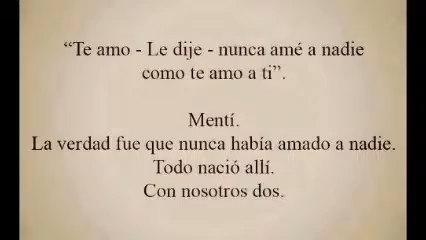 “Te amo - Le dije - nunca amé a nadie
como te amo a ti”.
Mentí.
La verdad fue que nunca había amado a nadie.
Todo nació allí.
Con nosotros dos.